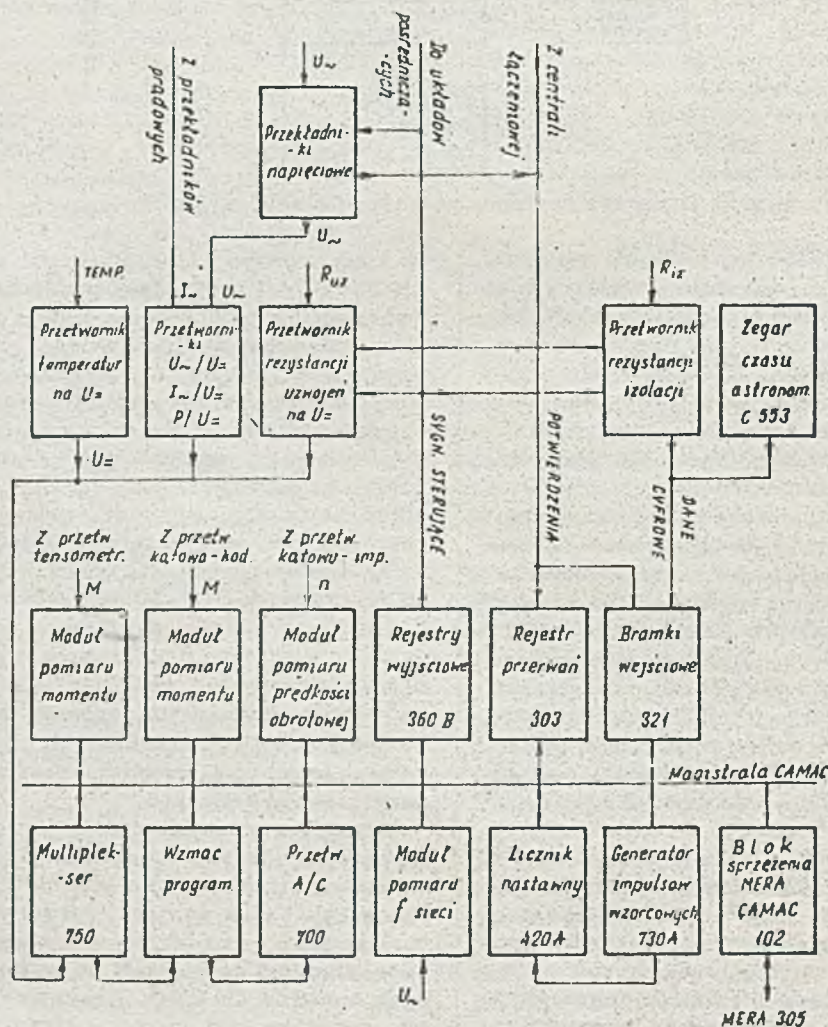 Z przekładników
prądowych
U~
Do układów
pośrednicza-
-cych
Z centrali
łączeniowej
Przekładni-
-ki
napięciowe
U~
TEMP.
I~
U~
Ruz
Riz
Przetwornik
temperatur
na U=
Przetworni-
-ki
U~/U=
I~/U=
P/U=
Przetwornik
rezystancji
uzwojeń
na U=
Przetwornik
rezystancji
izolacji
Zegar
czasu
astronom.
C 553
U=
SYGN. STERUJĄCE
POTWIERDZENIA
DANE
CYFROWE
Z przetw
tensometr.
M
Z przetw
kątowo-kod.
M
Z przetw.
kątowo-imp.
n
Moduł
pomiaru
momentu
Moduł
pomiaru
momentu
Moduł
pomiaru
prędkości
obrotowej
Rejestry
wyjściowe
360 B
Rejestr
przerwań
303
Bramki
wejściowe
321
Magistrala CAMAC
Multiplek-
-ser
750
Wzmac
program.
Przetw
A/C
700
Moduł
pomiaru
f sieci
Licznik
nastawny
420A
Generator
impulsów
wzorcowych
730A
Blok
sprzężenia
MERA
CAMAC
102
U~
MERA 305